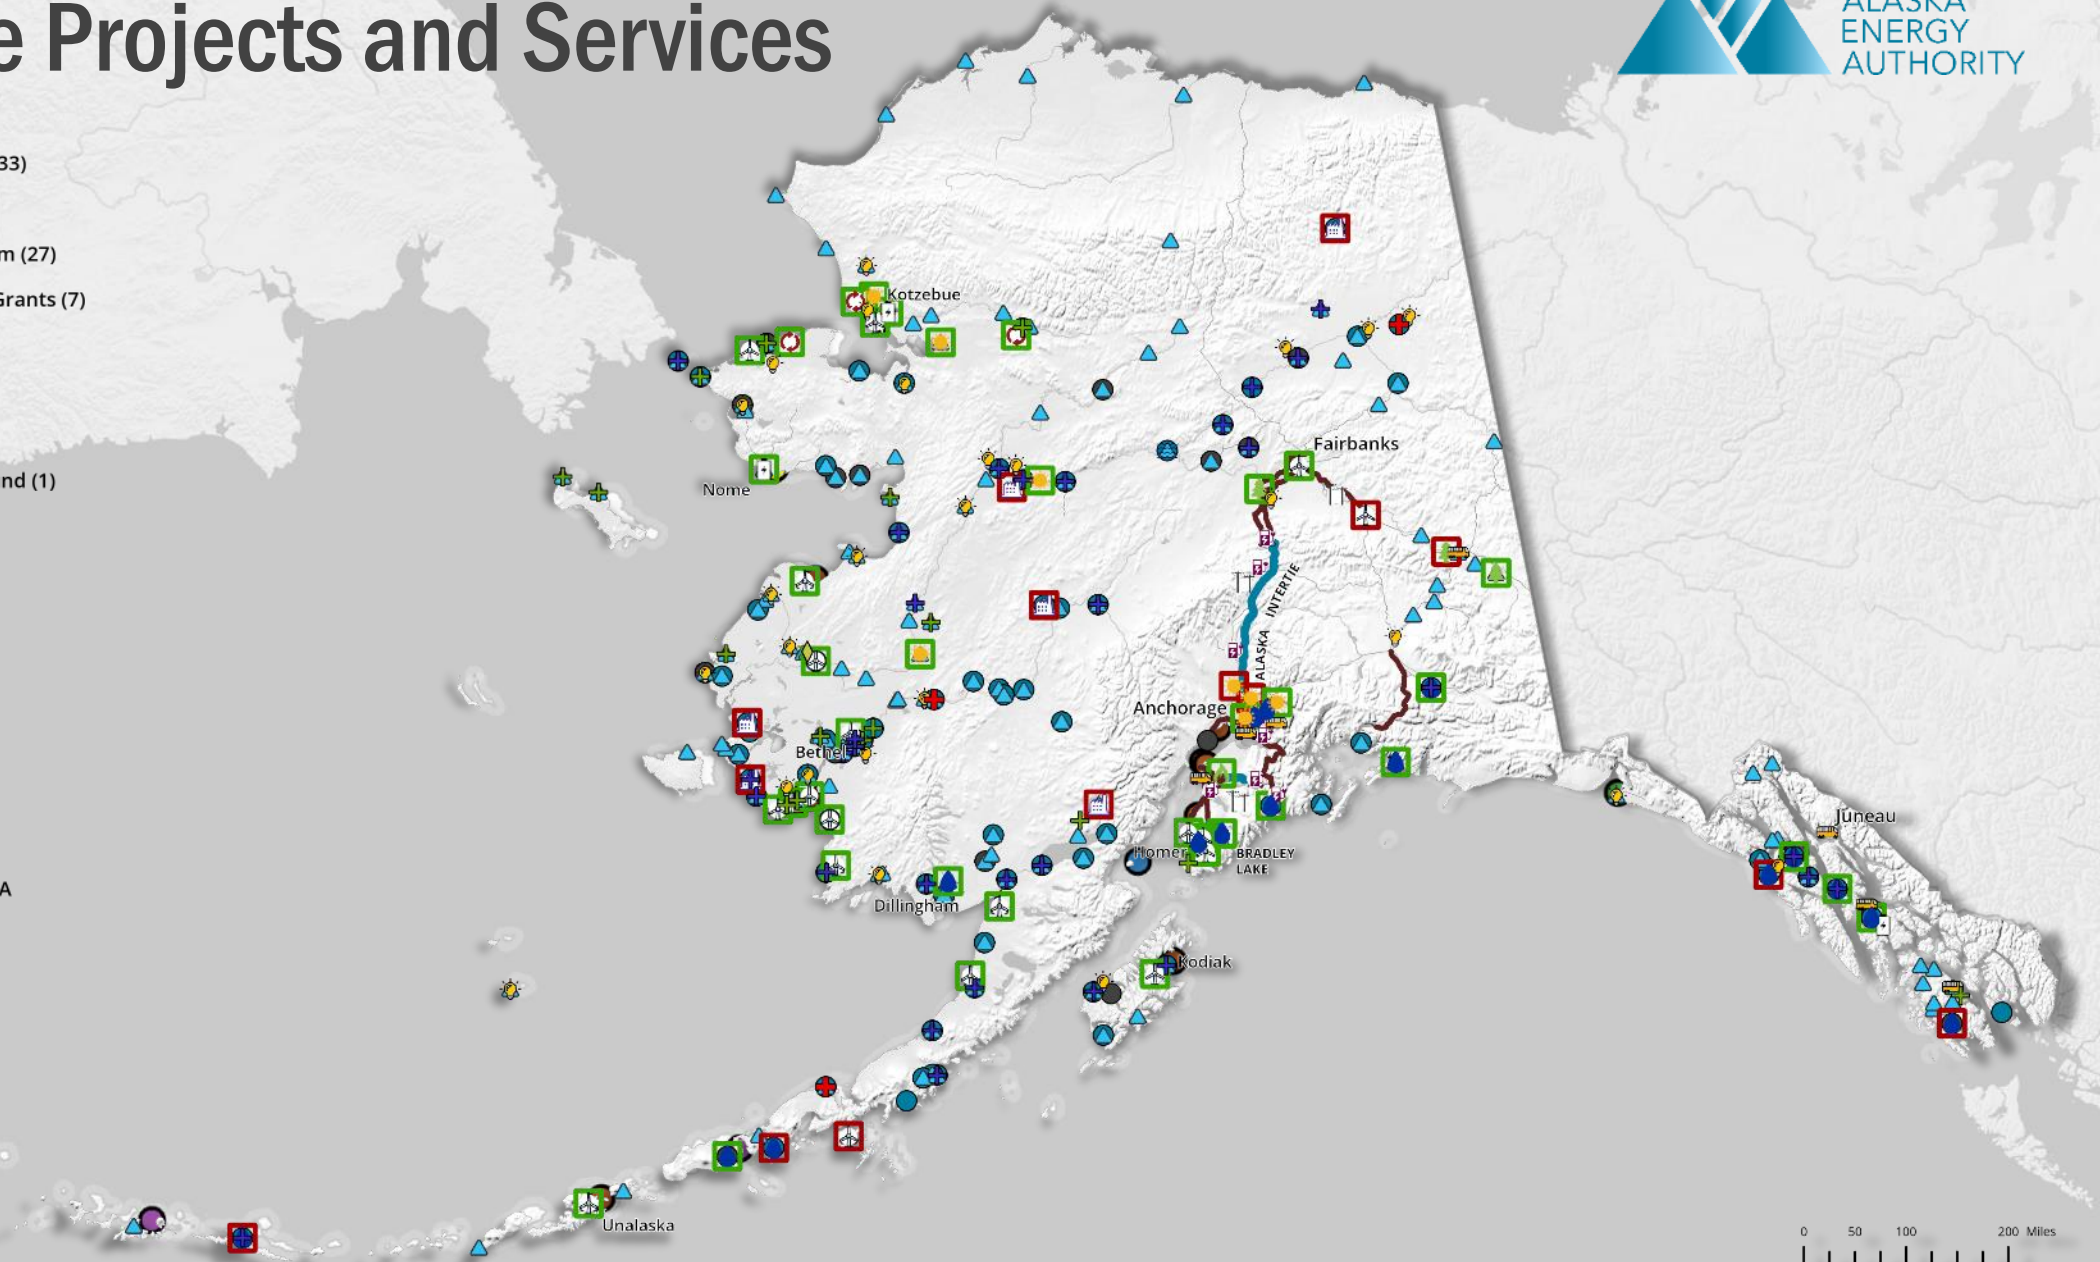 e Projects and Services
ALASKA
ENERGY
AUTHORITY
33)
m (27)
Grants (7)
nd (1)
A
Kotzebue
Nome
Fairbanks
ALASKA INTERTIE
Anchorage
Bethel
Homer
BRADLEY
LAKE
Dillingham
Kodiak
Juneau
Unalaska
0 50 100 200 Miles